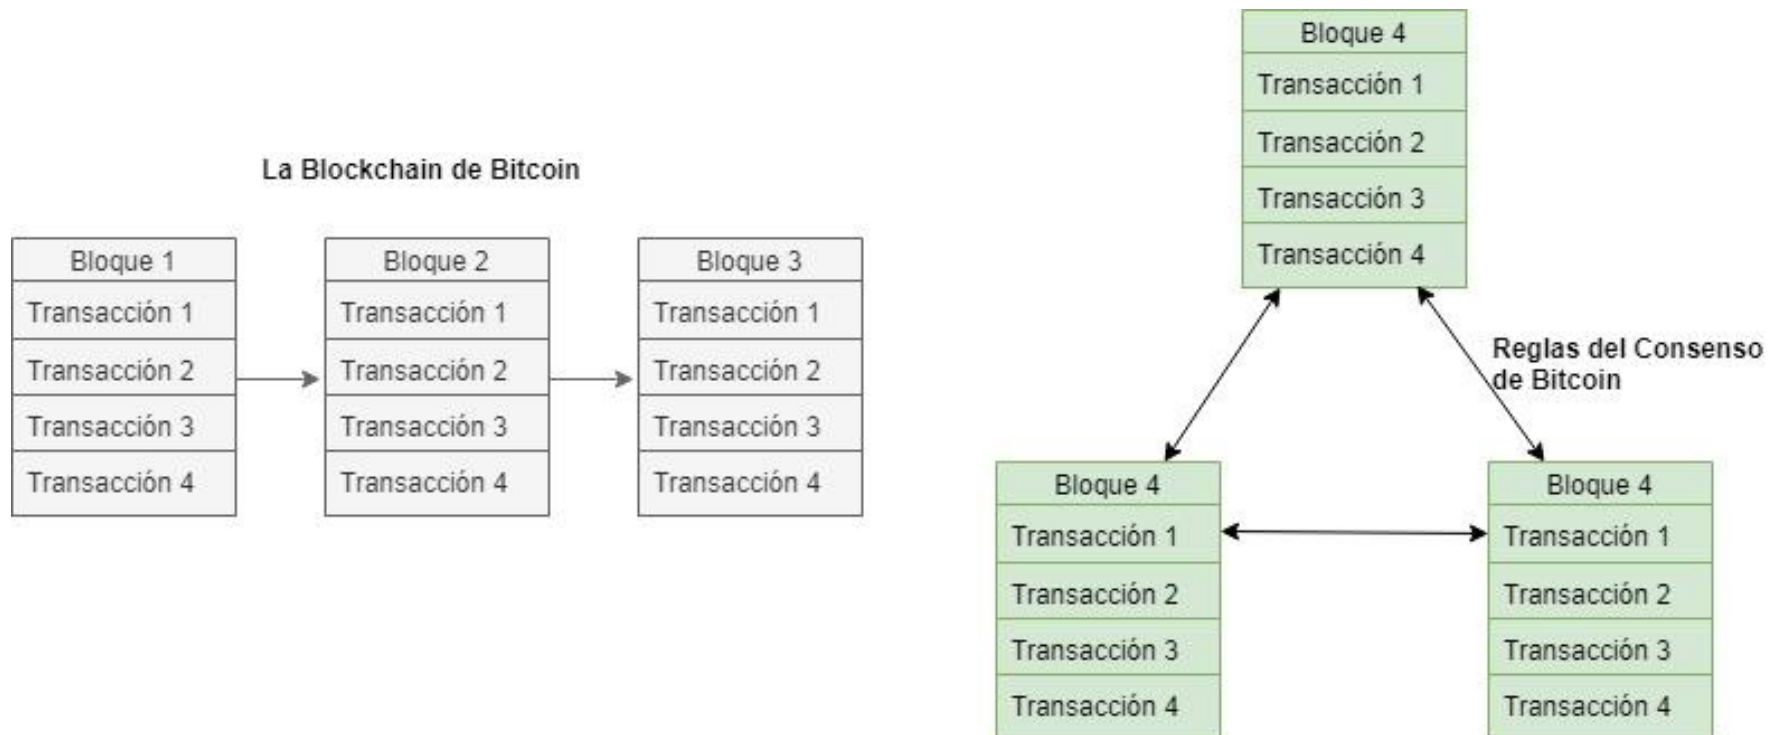 La Blockchain de Bitcoin
Bloque 1
Transacción 1
Transacción 2
Transacción 3
Transacción 4
Bloque 2
Transacción 1
Transacción 2
Transacción 3
Transacción 4
Bloque 3
Transacción 1
Transacción 2
Transacción 3
Transacción 4
Bloque 4
Transacción 1
Transacción 2
Transacción 3
Transacción 4
Reglas del Consenso
de Bitcoin
Bloque 4
Transacción 1
Transacción 2
Transacción 3
Transacción 4
Bloque 4
Transacción 1
Transacción 2
Transacción 3
Transacción 4